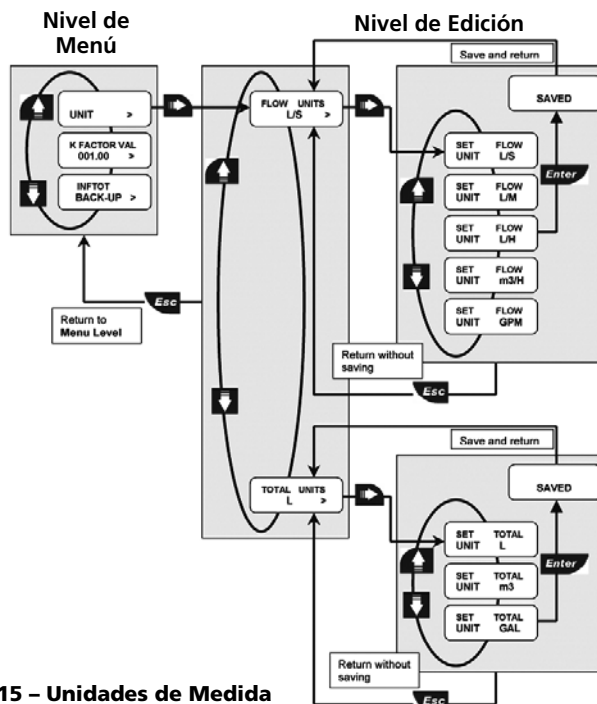 Nivel de
Menú
Nivel de Edición
UNIT >
K FACTOR VAL
001.00 >
INFTOT
BACK-UP >
Esc
Return to
Menu Level
FLOW UNITS
L/S >
TOTAL UNITS
L >
Save and return
SAVED
SET FLOW
UNIT L/S
SET FLOW
UNIT L/M
SET FLOW
UNIT L/H
SET FLOW
UNIT m3/H
SET FLOW
UNIT GPM
Enter
Return without
saving
Esc
Save and return
SAVED
SET TOTAL
UNIT L
SET TOTAL
UNIT m3
SET TOTAL
UNIT GAL
Enter
Return without
saving
Esc
15 – Unidades de Medida